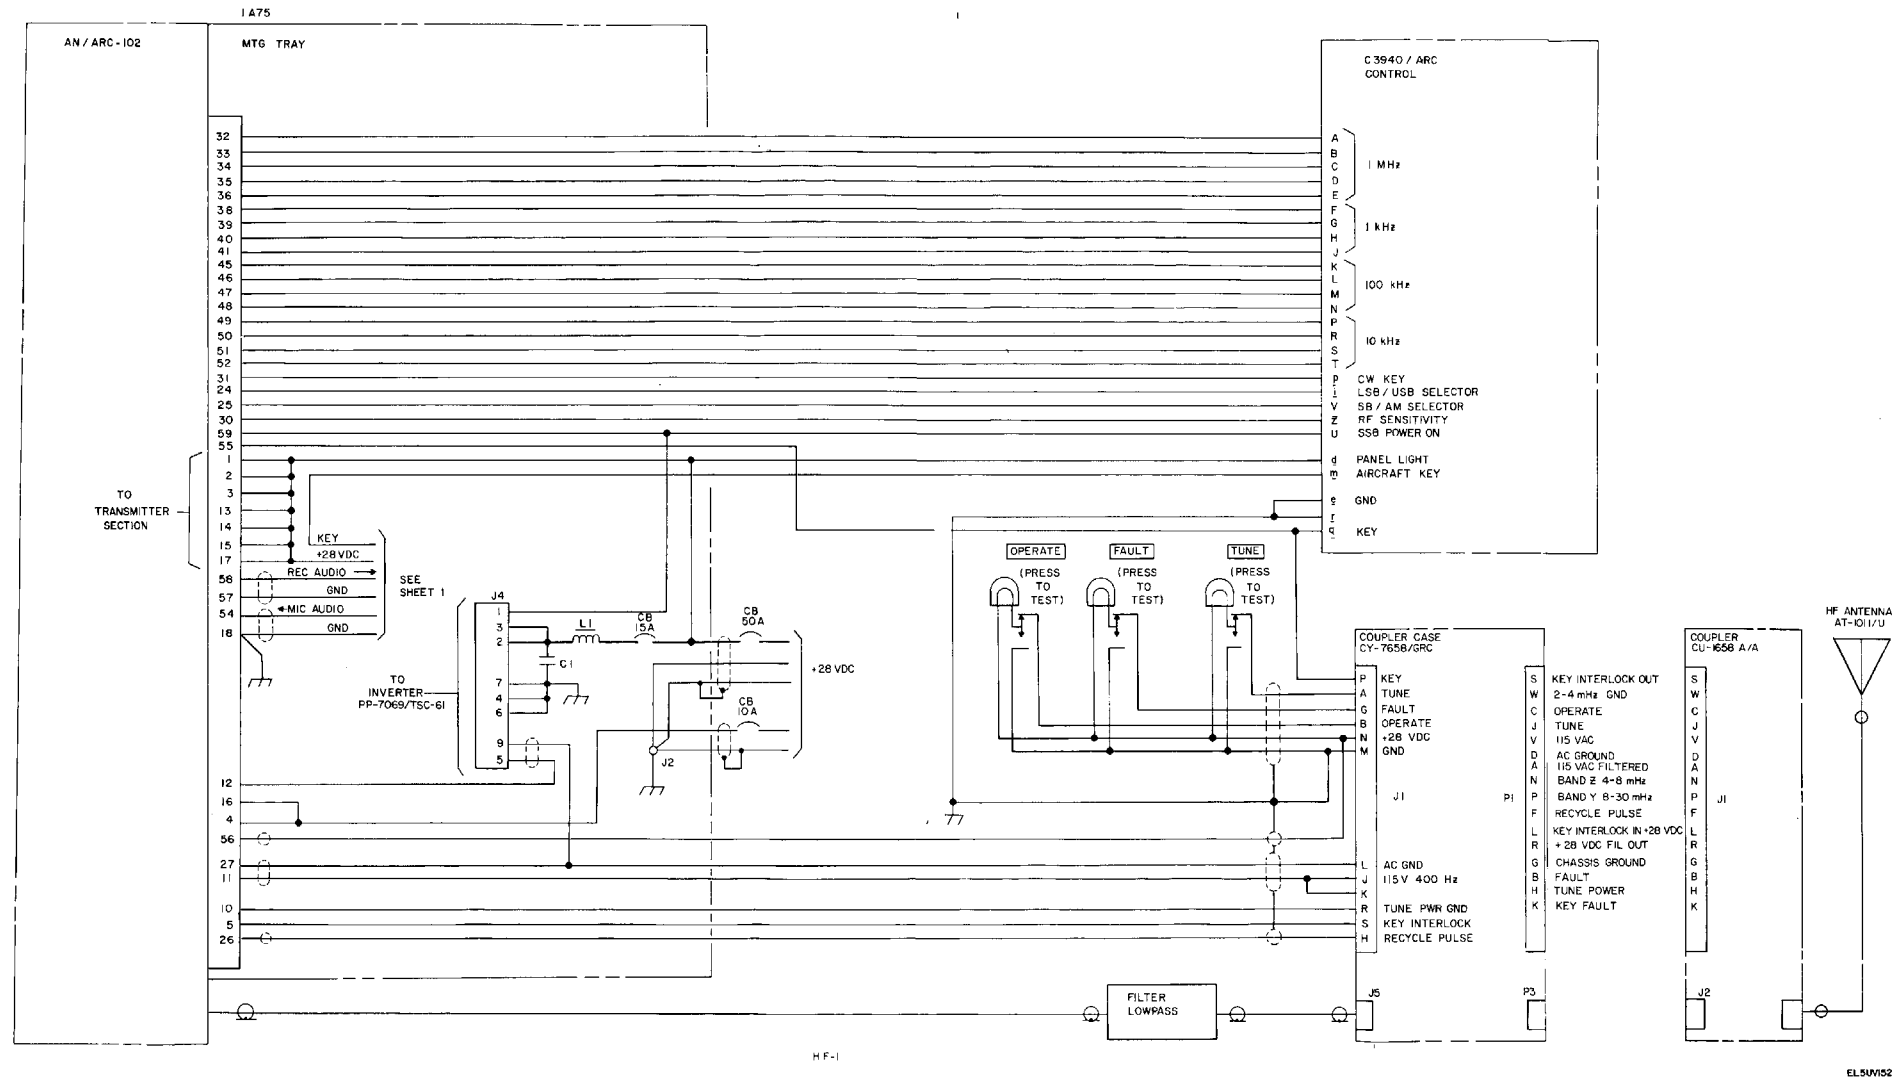 1A75
AN/ARC-102
MTG TRAY
32
33
34
35
36
38
39
40
41
45
46
47
48
49
50
51
52
31
24
25
30
59
55
1
2
3
13
14
15
17
58
57
54
18
12
16
4
56
27
11
10
5
26
TO
TRANSMITTER
SECTION
KEY
+28VDC
REC AUDIO
GND
MIC AUDIO
GND
SEE
SHEET 1
TO
INVERTER
PP-7069/TSC-61
J4
1
3
2
7
4
6
9
5
L1
C1
CB
15A
CB
50A
CB
10A
+28 VDC
J2
C3940/ARC
CONTROL
A
B
C
D
E
1 MHz
F
G
H
J
1 kHz
K
L
M
N
100 kHz
P
R
S
T
10 kHz
p CW KEY
i LSB/USB SELECTOR
V SB/AM SELECTOR
Z RF SENSITIVITY
U SSB POWER ON
d PANEL LIGHT
m AIRCRAFT KEY
e GND
r
q KEY
OPERATE
(PRESS
TO
TEST)
FAULT
(PRESS
TO
TEST)
TUNE
(PRESS
TO
TEST)
COUPLER CASE
CY-7658/GRC
P KEY
A TUNE
G FAULT
B OPERATE
N +28 VDC
M GND
J1
L AC GND
J 115V 400 Hz
K
R TUNE PWR GND
S KEY INTERLOCK
H RECYCLE PULSE
J5
P1
S KEY INTERLOCK OUT
W 2-4 mHz GND
C OPERATE
J TUNE
V 115 VAC
D AC GROUND
A 115 VAC FILTERED
N BAND Z 4-8 mHz
P BAND Y 8-30 mHz
F RECYCLE PULSE
L KEY INTERLOCK IN +28 VDC
R +28 VDC FIL OUT
G CHASSIS GROUND
B FAULT
H TUNE POWER
K KEY FAULT
P3
COUPLER
CU-1658 A/A
S
W
C
J
V
D
A
N
P
F
L
R
G
B
H
K
J1
J2
HF ANTENNA
AT-1011/U
FILTER
LOWPASS
HF-1
EL5UV152